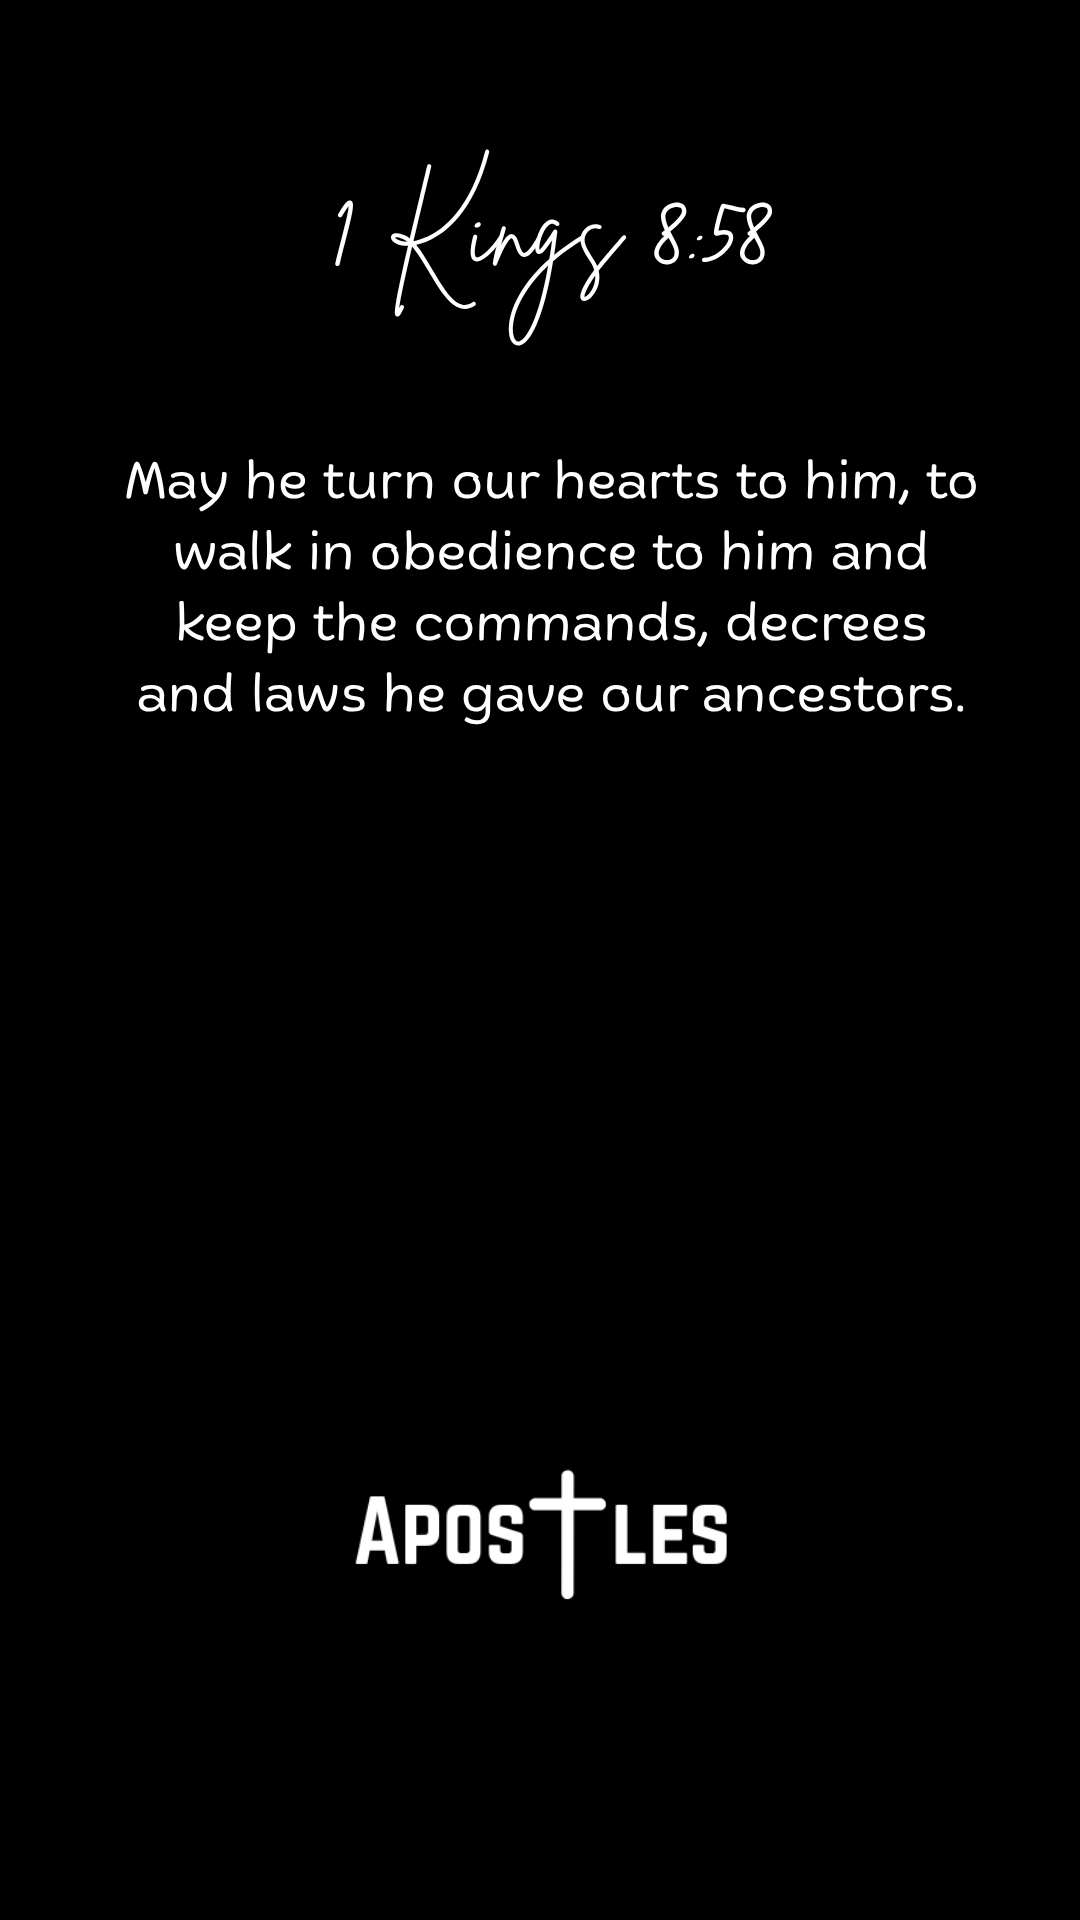 1 Kings 8:58
May he turn our hearts to him, to
walk in obedience to him and
keep the commands, decrees
and laws he gave our ancestors.
APOSTLES